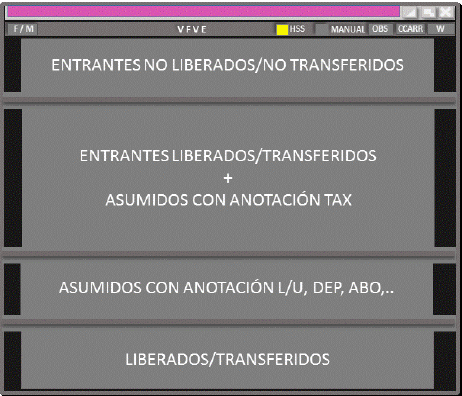 F/M VFVE HSS MANUAL OBS CCARR W
ENTRANTES NO LIBERADOS/NO TRANSFERIDOS
ENTRANTES LIBERADOS/TRANSFERIDOS
+
ASUMIDOS CON ANOTACIÓN TAX
ASUMIDOS CON ANOTACIÓN L/U, DEP, ABO,..
LIBERADOS/TRANSFERIDOS